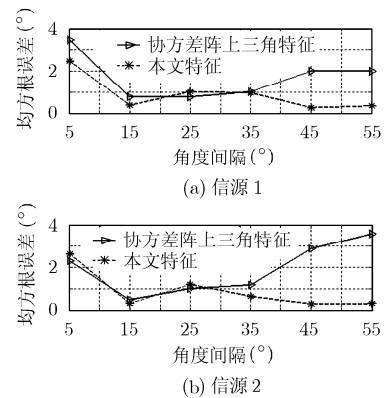 均方根误差(°)
4
2
0
协方差阵上三角特征
本文特征
5 15 25 35 45 55
角度间隔(°)
(a) 信源 1
均方根误差(°)
4
2
0
协方差阵上三角特征
本文特征
5 15 25 35 45 55
角度间隔(°)
(b) 信源 2